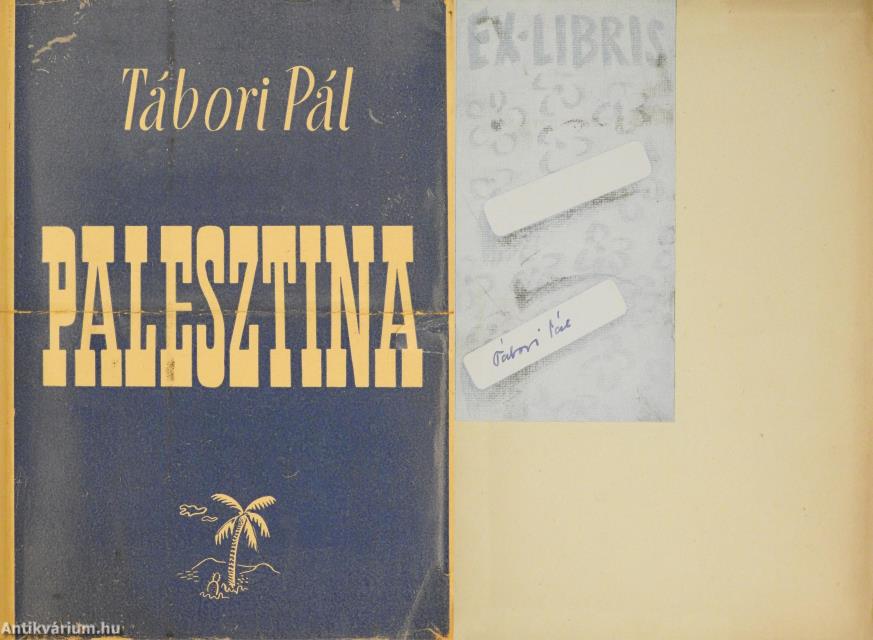 Tábori Pál
PALESZTINA
EX-LIBRIS
Tábori Pál
Antikvárium.hu